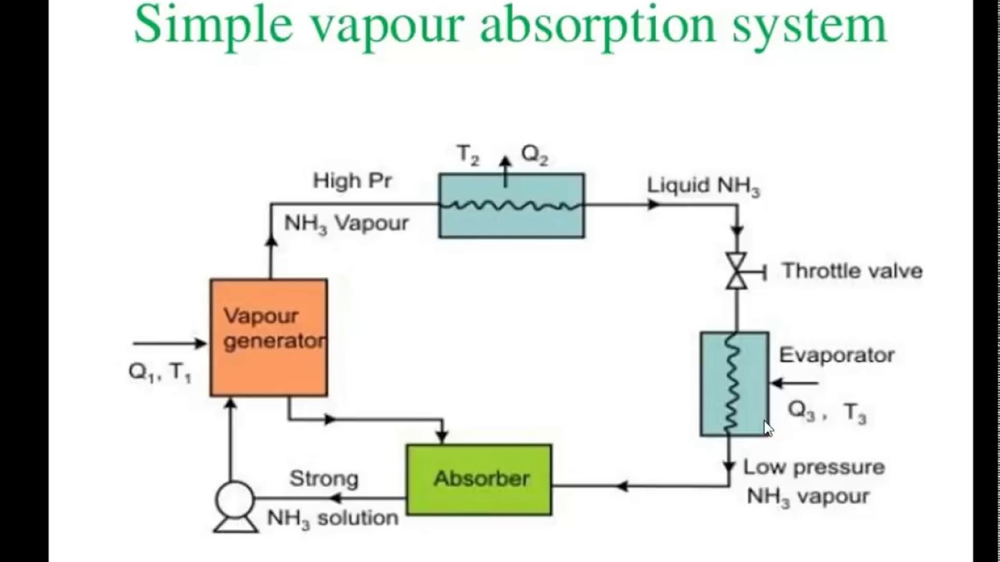 Simple vapour absorption system
T₂ Q₂
High Pr
NH₃ Vapour
Liquid NH₃
Throttle valve
Vapour
generator
Q₁, T₁
Evaporator
Q₃ , T₃
Low pressure
NH₃ vapour
Absorber
Strong
NH₃ solution